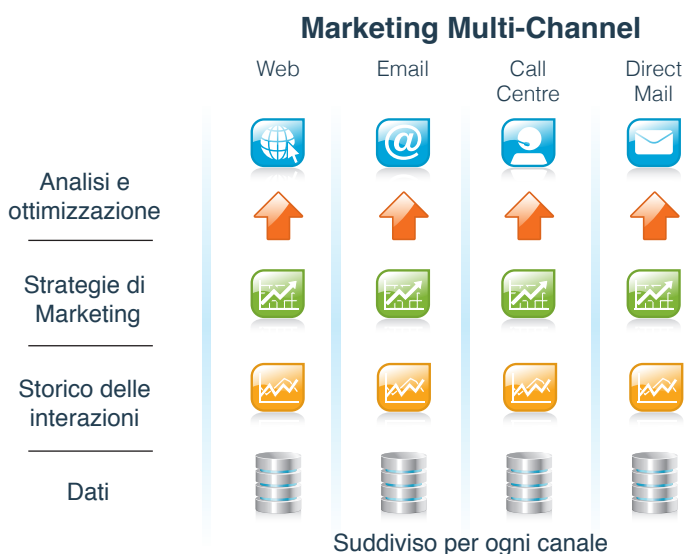 Marketing Multi-Channel
Web
Email
Call
Centre
Direct
Mail
Analisi e
ottimizzazione
Strategie di
Marketing
Storico delle
interazioni
Dati
Suddiviso per ogni canale